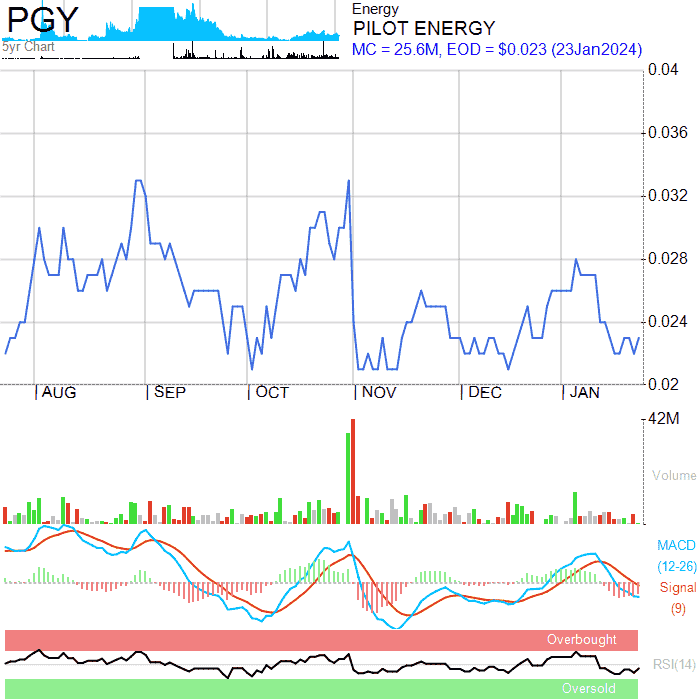 PGY
5yr Chart
Energy
PILOT ENERGY
MC = 25.6M, EOD = $0.023 (23Jan2024)
0.04
0.036
0.032
0.028
0.024
0.02
AUG SEP OCT NOV DEC JAN
42M
Volume
MACD
(12-26)
Signal
(9)
Overbought
RSI(14)
Oversold